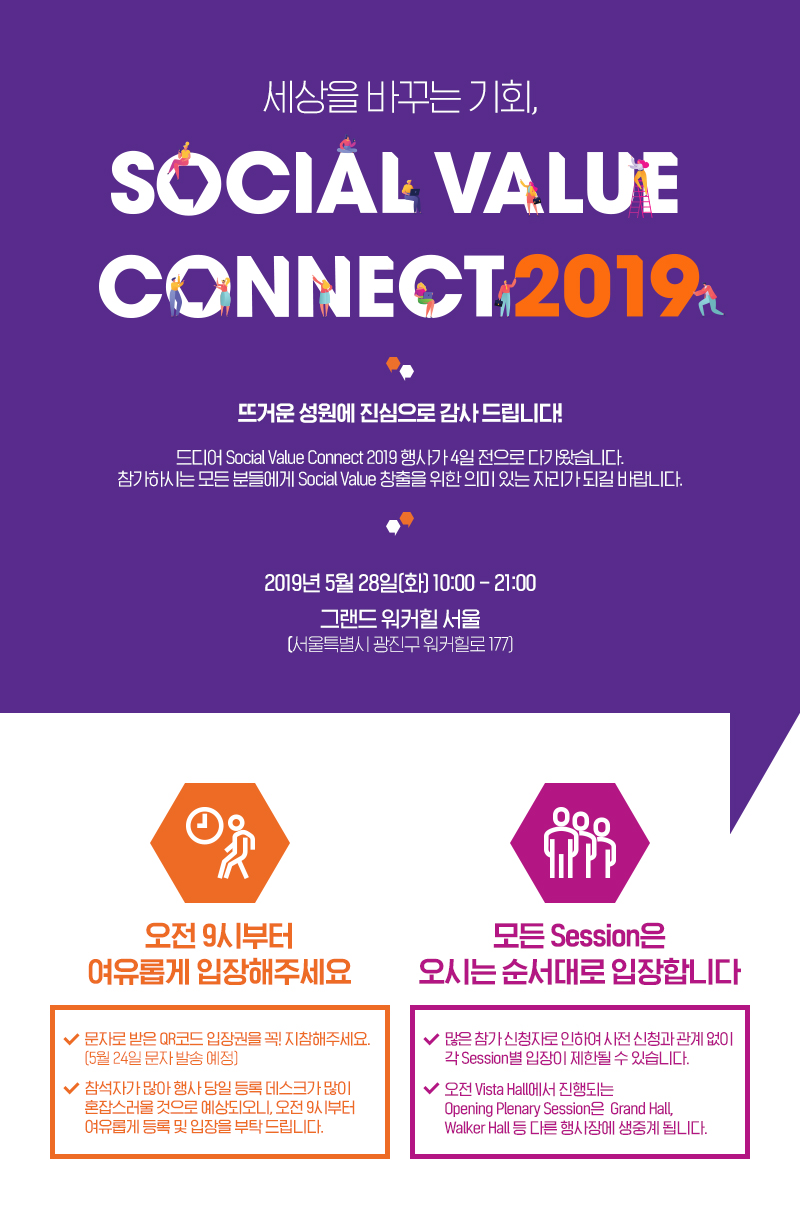 세상을 바꾸는 기회,
SOCIAL VALUE
CONNECT 2019
뜨거운 성원에 진심으로 감사 드립니다!
드디어 Social Value Connect 2019 행사가 4일 전으로 다가왔습니다.
참가하시는 모든 분들에게 Social Value 창출을 위한 의미 있는 자리가 되길 바랍니다.
2019년 5월 28일(화) 10:00 – 21:00
그랜드 워커힐 서울
(서울특별시 광진구 워커힐로 177)
오전 9시부터
여유롭게 입장해주세요
문자로 받은 QR코드 입장권을 꼭! 지참해주세요.
(5월 24일 문자 발송 예정)
참석자가 많아 행사 당일 등록 데스크가 많이
혼잡스러울 것으로 예상되오니, 오전 9시부터
여유롭게 등록 및 입장을 부탁 드립니다.
모든 Session은
오시는 순서대로 입장합니다
많은 참가 신청자로 인하여 사전 신청과 관계 없이
각 Session별 입장이 제한될 수 있습니다.
오전 Vista Hall에서 진행되는
Opening Plenary Session은 Grand Hall,
Walker Hall 등 다른 행사장에 생중계 됩니다.